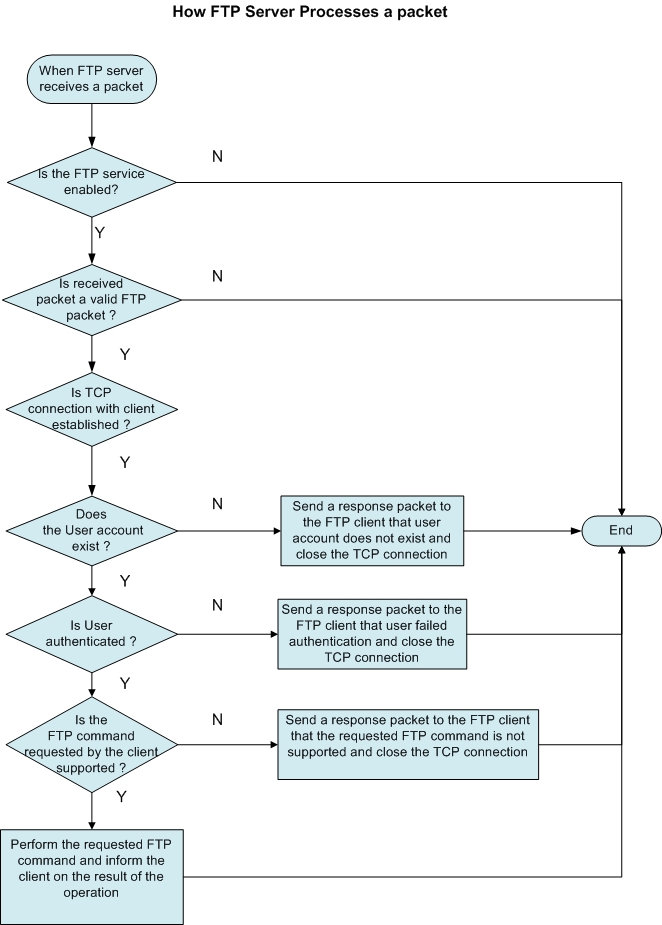 How FTP Server Processes a packet
When FTP server
receives a packet
N
Is the FTP service
enabled?
Y
N
Is received
packet a valid FTP
packet ?
Y
Is TCP
connection with client
established ?
Y
N
Does
the User account
exist ?
Send a response packet to
the FTP client that user
account does not exist and
close the TCP connection
End
Y
N
Is User
authenticated ?
Send a response packet to the
FTP client that user failed
authentication and close the
TCP connection
Y
N
Is the
FTP command
requested by the client
supported ?
Send a response packet to the FTP client
that the requested FTP command is not
supported and close the TCP connection
Y
Perform the requested FTP
command and inform the
client on the result of the
operation